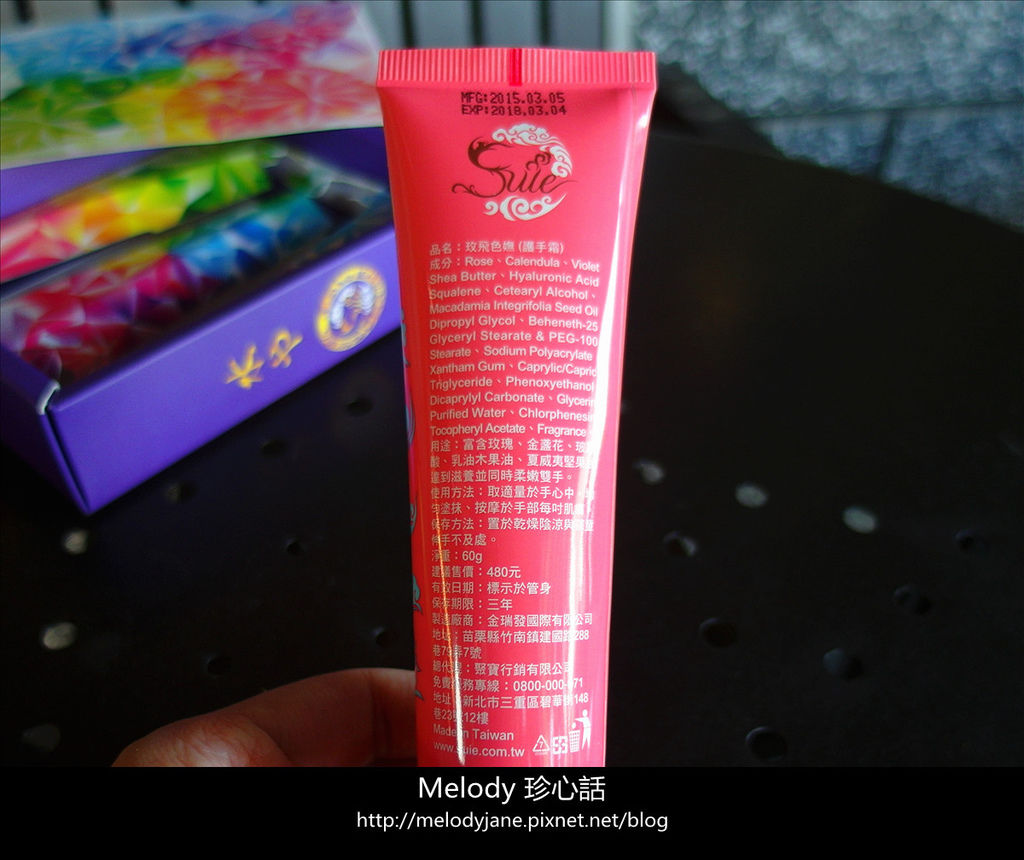 MFG:2015.03.05
EXP:2018.03.04
Suie
品名：玫飛色嫵 (護手霜)
成分：Rose、Calendula、Violet
Shea Butter、Hyaluronic Acid
Squalene、Cetearyl Alcohol、
Macadamia Integrifolia Seed Oil
Dipropyl Glycol、Beheneth-25
Glyceryl Stearate & PEG-100
Stearate、Sodium Polyacrylate
Xantham Gum、Caprylic/Capric
Triglyceride、Phenoxyethanol
Dicaprylyl Carbonate、Glycerin
Purified Water、Chlorphenesin
Tocopheryl Acetate、Fragrance
用途：富含玫瑰、金盞花、玻
酸、乳油木果油、夏威夷堅果
達到滋養並同時柔嫩雙手。
使用方法：取適量於手心中，
勻塗抹、按摩於手部每吋肌膚。
保存方法：置於乾燥陰涼與
伸手不及處。
淨重：60g
建議售價：480元
有效日期：標示於管身
保存期限：三年
製造廠商：金瑞發國際有限公司
地址：苗栗縣竹南鎮建國路288
巷79弄7號
總代理：聚寶行銷有限公司
免費服務專線：0800-000-
地址：新北市三重區碧華街148
巷23號12樓
Made in Taiwan
www.suie.com.tw
Melody 珍心話
http://melodyjane.pixnet.net/blog